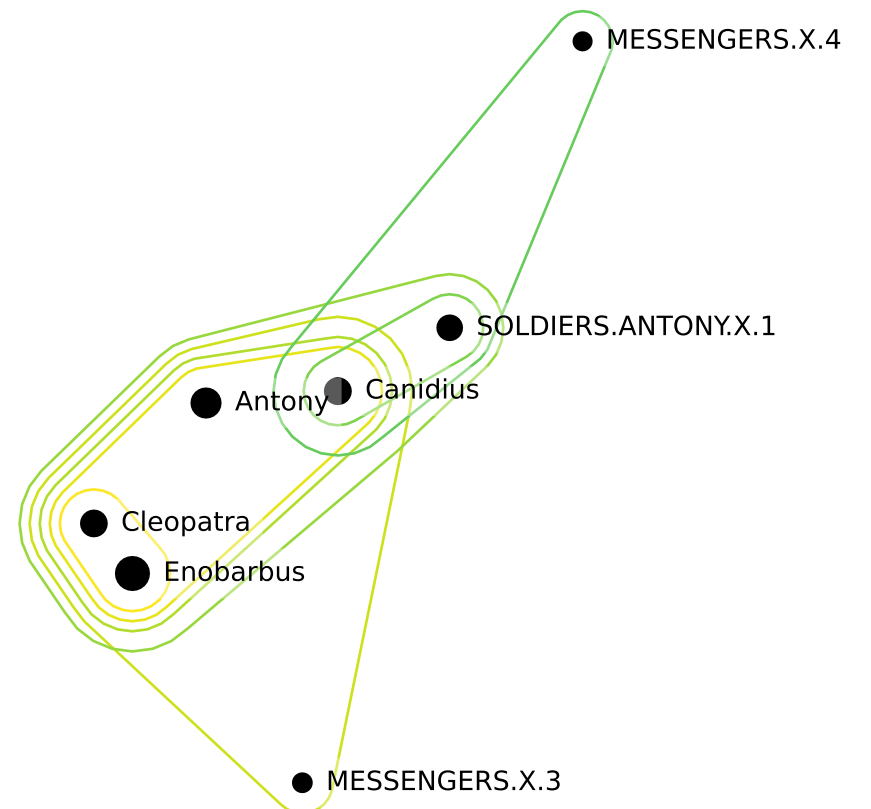 MESSENGERS.X.4
SOLDIERS.ANTONY.X.1
Canidius
Antony
Cleopatra
Enobarbus
MESSENGERS.X.3